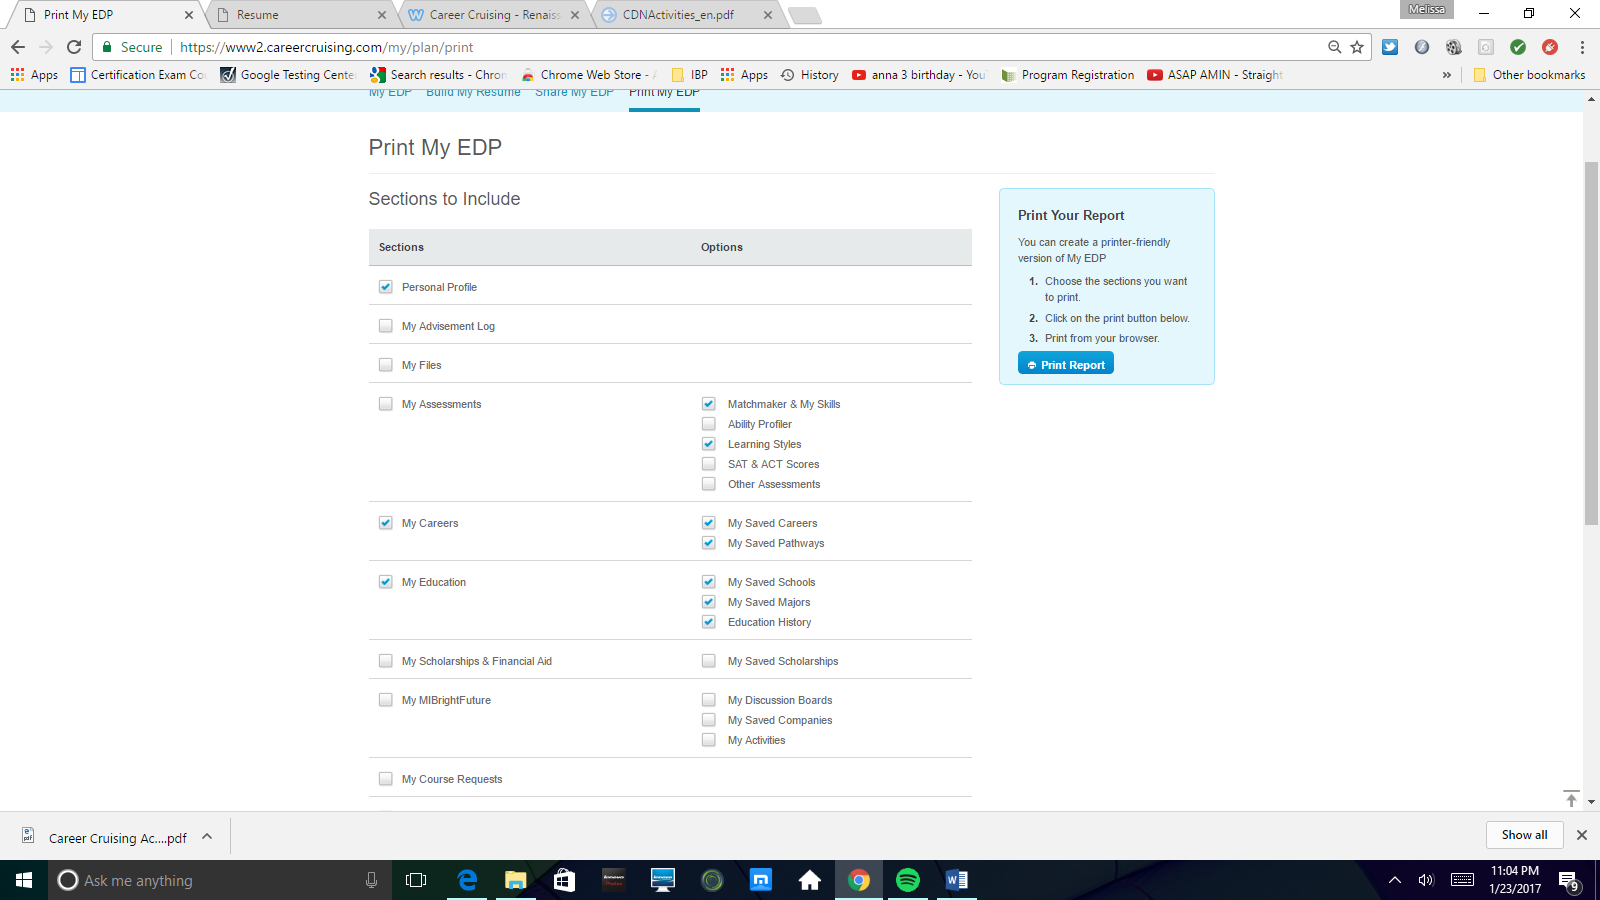 Print My EDP
Resume
Career Cruising - Renaiss
CDNActivities_en.pdf
Melissa
Secure
https://www2.careercruising.com/my/plan/print
Apps
Certification Exam Co
Google Testing Cente
Search results - Chron
Chrome Web Store - A
IBP
Apps
History
anna 3 birthday - You
Program Registration
ASAP AMIN - Straight
»
Other bookmarks
My EDP
Build My Resume
Share My EDP
Print My EDP
Print My EDP
Sections to Include
Sections Options
Personal Profile
My Advisement Log
My Files
My Assessments
Matchmaker & My Skills
Ability Profiler
Learning Styles
SAT & ACT Scores
Other Assessments
My Careers
My Saved Careers
My Saved Pathways
My Education
My Saved Schools
My Saved Majors
Education History
My Scholarships & Financial Aid
My Saved Scholarships
My MIBrightFuture
My Discussion Boards
My Saved Companies
My Activities
My Course Requests
Print Your Report
You can create a printer-friendly
version of My EDP
1. Choose the sections you want
to print.
2. Click on the print button below.
3. Print from your browser.
Print Report
Career Cruising Ac....pdf
Show all
Ask me anything
11:04 PM
1/23/2017
9